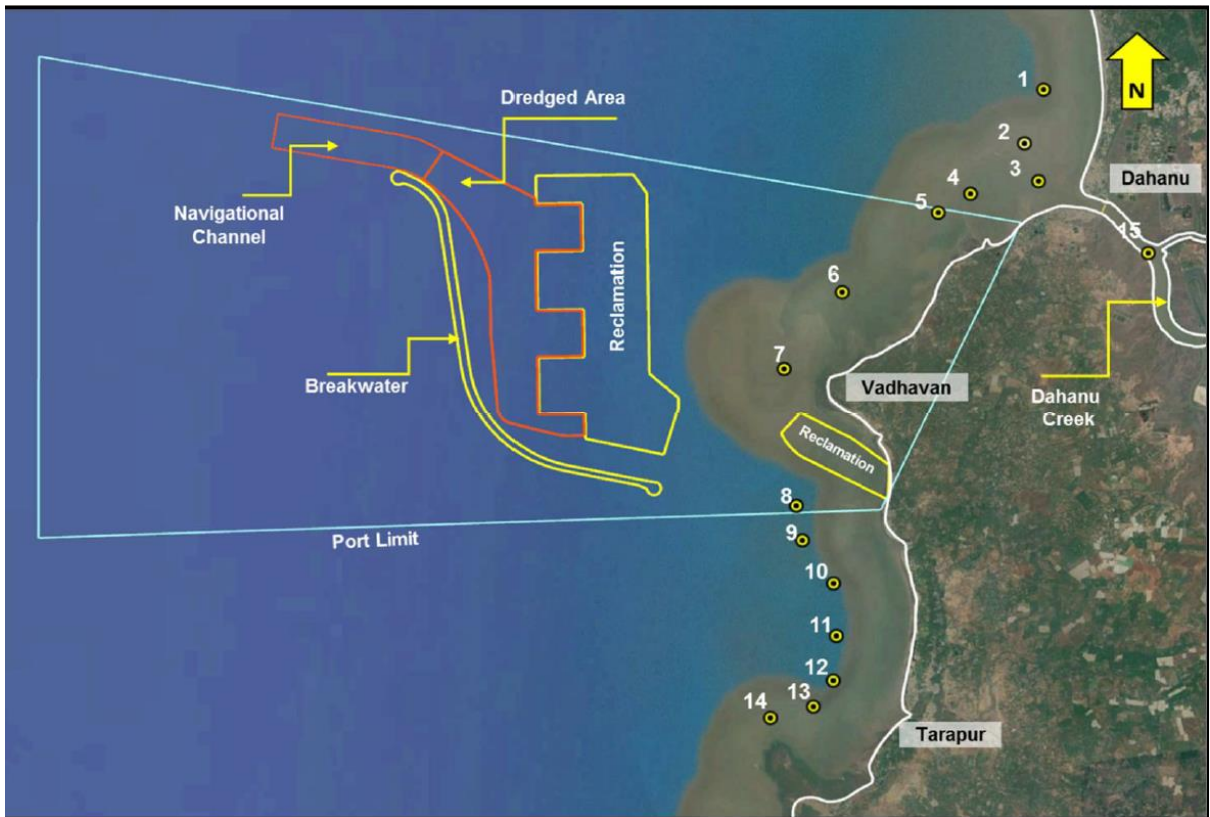 1
N
Dredged Area
2
3
Dahanu
4
5
Navigational
Channel
15
6
Reclamation
7
Breakwater
Vadhavan
Dahanu
Creek
Reclamation
8
Port Limit
9
10
11
12
13
14
Tarapur